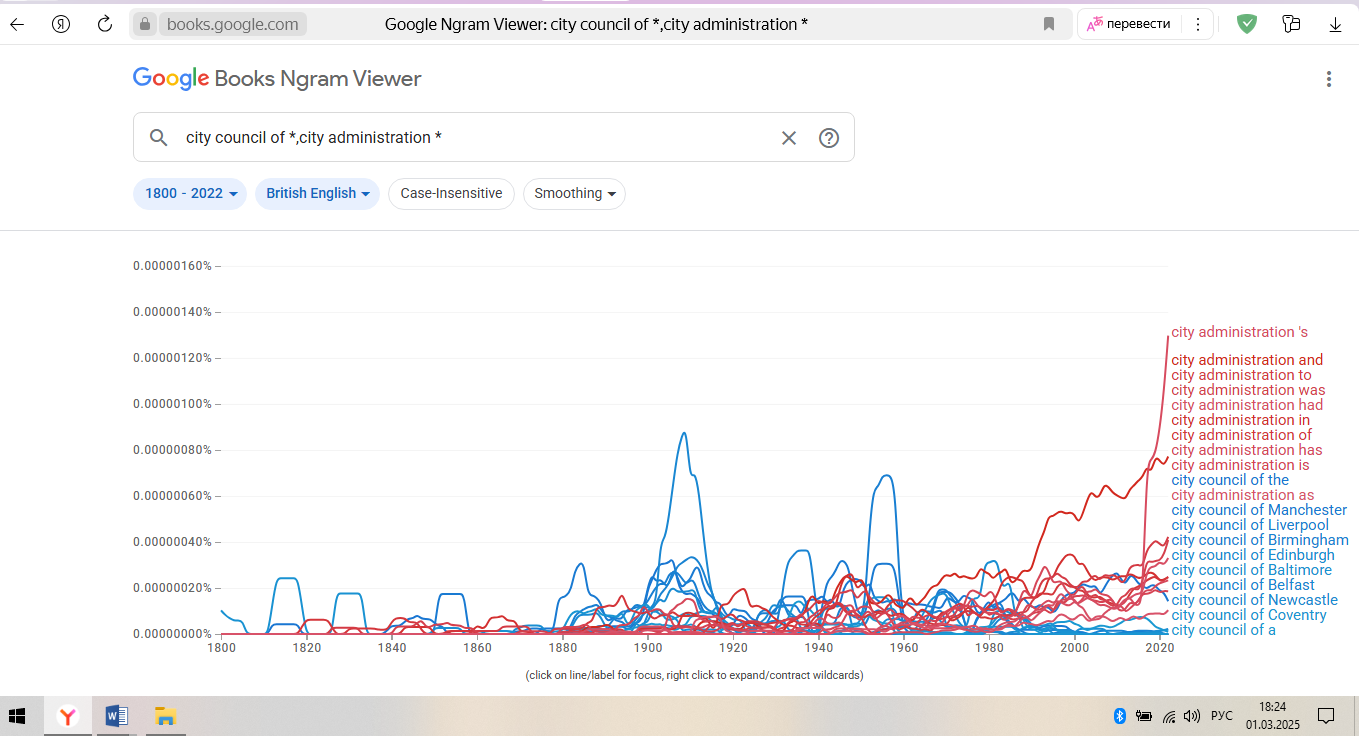 books.google.com
Google Ngram Viewer: city council of *,city administration *
перевести
Google Books Ngram Viewer
city council of *,city administration *
1800 - 2022
British English
Case-Insensitive
Smoothing
0.00000160%
0.00000140%
0.00000120%
0.00000100%
0.00000080%
0.00000060%
0.00000040%
0.00000020%
0.00000000%
1800 1820 1840 1860 1880 1900 1920 1940 1960 1980 2000 2020
city administration 's
city administration and
city administration to
city administration was
city administration had
city administration in
city administration of
city administration has
city administration is
city council of the
city administration as
city council of Manchester
city council of Liverpool
city council of Birmingham
city council of Edinburgh
city council of Baltimore
city council of Belfast
city council of Newcastle
city council of Coventry
city council of a
(click on line/label for focus, right click to expand/contract wildcards)
РУС
18:24
01.03.2025